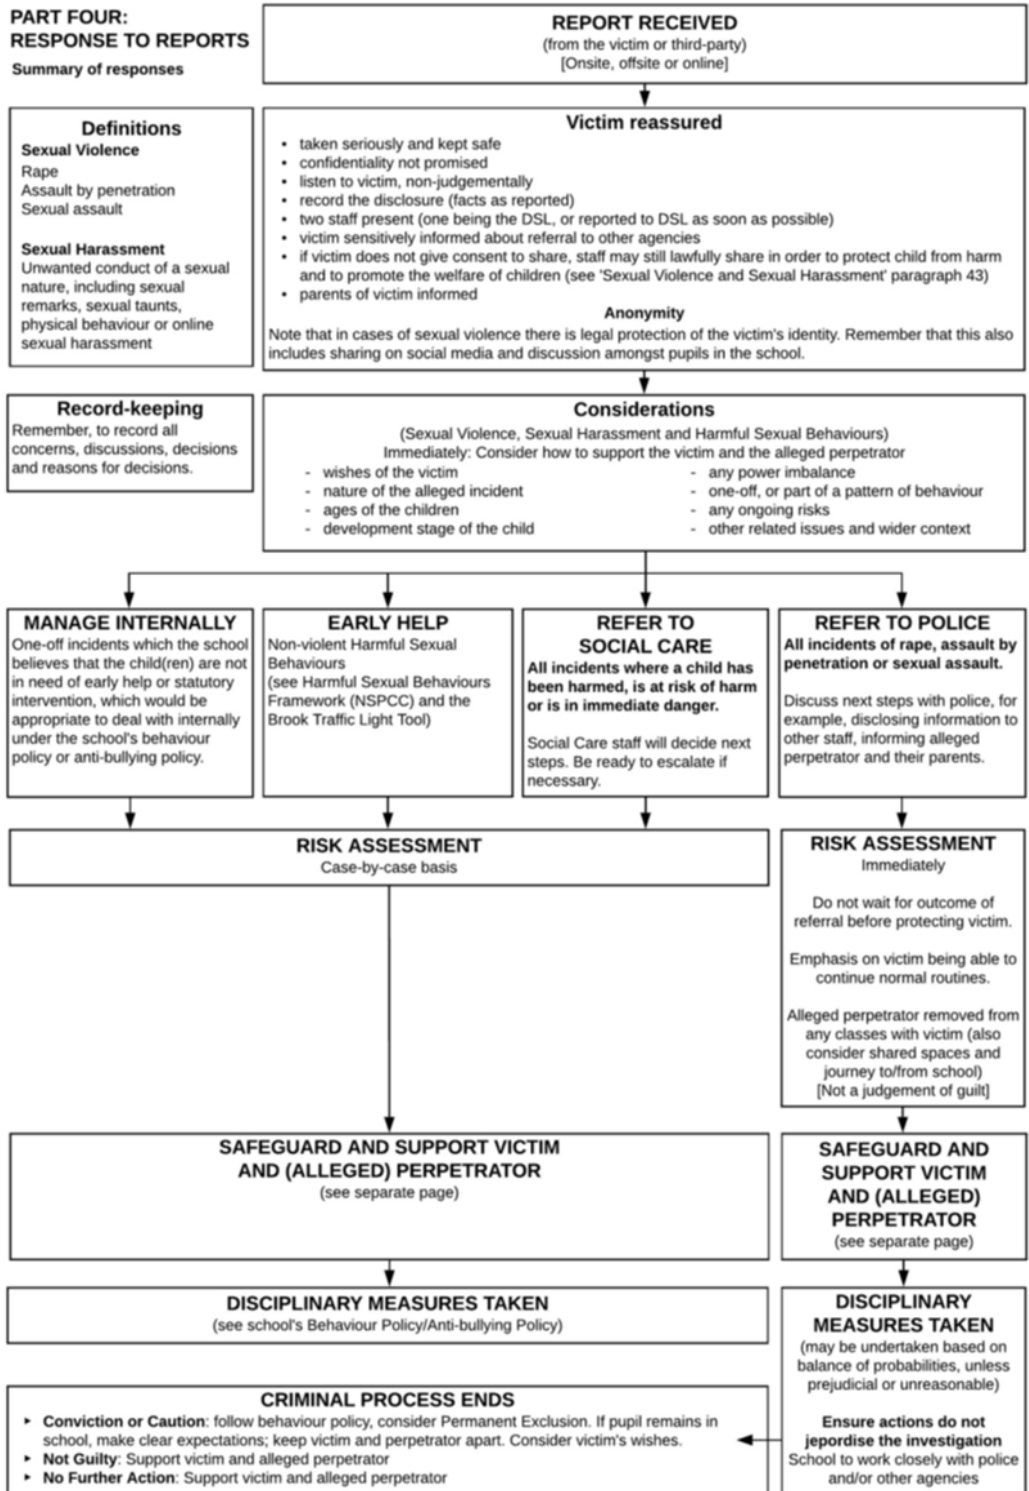 PART FOUR:
RESPONSE TO REPORTS
Summary of responses
REPORT RECEIVED
(from the victim or third-party)
[Onsite, offsite or online]
Definitions
Sexual Violence
Rape
Assault by penetration
Sexual assault
Sexual Harassment
Unwanted conduct of a sexual
nature, including sexual
remarks, sexual taunts,
physical behaviour or online
sexual harassment
Victim reassured
• taken seriously and kept safe
• confidentiality not promised
• listen to victim, non-judgementally
• record the disclosure (facts as reported)
• two staff present (one being the DSL, or reported to DSL as soon as possible)
• victim sensitively informed about referral to other agencies
• if victim does not give consent to share, staff may still lawfully share in order to protect child from harm
and to promote the welfare of children (see 'Sexual Violence and Sexual Harassment' paragraph 43)
• parents of victim informed
Anonymity
Note that in cases of sexual violence there is legal protection of the victim's identity. Remember that this also
includes sharing on social media and discussion amongst pupils in the school.
Record-keeping
Remember, to record all
concerns, discussions, decisions
and reasons for decisions.
Considerations
(Sexual Violence, Sexual Harassment and Harmful Sexual Behaviours)
Immediately: Consider how to support the victim and the alleged perpetrator
- wishes of the victim
- nature of the alleged incident
- ages of the children
- development stage of the child
- any power imbalance
- one-off, or part of a pattern of behaviour
- any ongoing risks
- other related issues and wider context
MANAGE INTERNALLY
One-off incidents which the school
believes that the child(ren) are not
in need of early help or statutory
intervention, which would be
appropriate to deal with internally
under the school's behaviour
policy or anti-bullying policy.
EARLY HELP
Non-violent Harmful Sexual
Behaviours
(see Harmful Sexual Behaviours
Framework (NSPCC) and the
Brook Traffic Light Tool)
REFER TO
SOCIAL CARE
All incidents where a child has
been harmed, is at risk of harm
or is in immediate danger.
Social Care staff will decide next
steps. Be ready to escalate if
necessary.
REFER TO POLICE
All incidents of rape, assault by
penetration or sexual assault.
Discuss next steps with police, for
example, disclosing information to
other staff, informing alleged
perpetrator and their parents.
RISK ASSESSMENT
Case-by-case basis
RISK ASSESSMENT
Immediately
Do not wait for outcome of
referral before protecting victim.
Emphasis on victim being able to
continue normal routines.
Alleged perpetrator removed from
any classes with victim (also
consider shared spaces and
journey to/from school)
[Not a judgement of guilt]
SAFEGUARD AND SUPPORT VICTIM
AND (ALLEGED) PERPETRATOR
(see separate page)
SAFEGUARD AND
SUPPORT VICTIM
AND (ALLEGED)
PERPETRATOR
(see separate page)
DISCIPLINARY MEASURES TAKEN
(see school's Behaviour Policy/Anti-bullying Policy)
DISCIPLINARY
MEASURES TAKEN
(may be undertaken based on
balance of probabilities, unless
prejudicial or unreasonable)
Ensure actions do not
jepordise the investigation
School to work closely with police
and/or other agencies
CRIMINAL PROCESS ENDS
▸ Conviction or Caution: follow behaviour policy, consider Permanent Exclusion. If pupil remains in
school, make clear expectations; keep victim and perpetrator apart. Consider victim's wishes.
▸ Not Guilty: Support victim and alleged perpetrator
▸ No Further Action: Support victim and alleged perpetrator